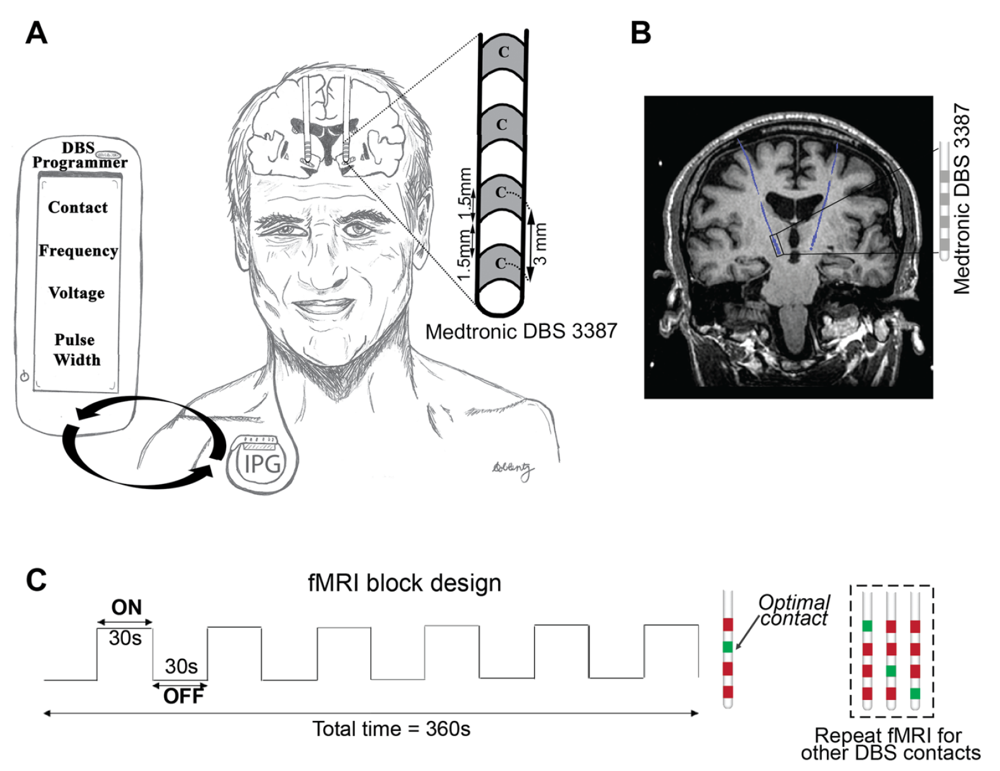 A
B
DBS
Programmer
Contact
Frequency
Voltage
Pulse
Width
C
C
C
C
1.5mm
1.5mm
3 mm
Medtronic DBS 3387
IPG
Medtronic DBS 3387
C
fMRI block design
ON
30s
30s
OFF
Total time = 360s
Optimal
contact
Repeat fMRI for
other DBS contacts